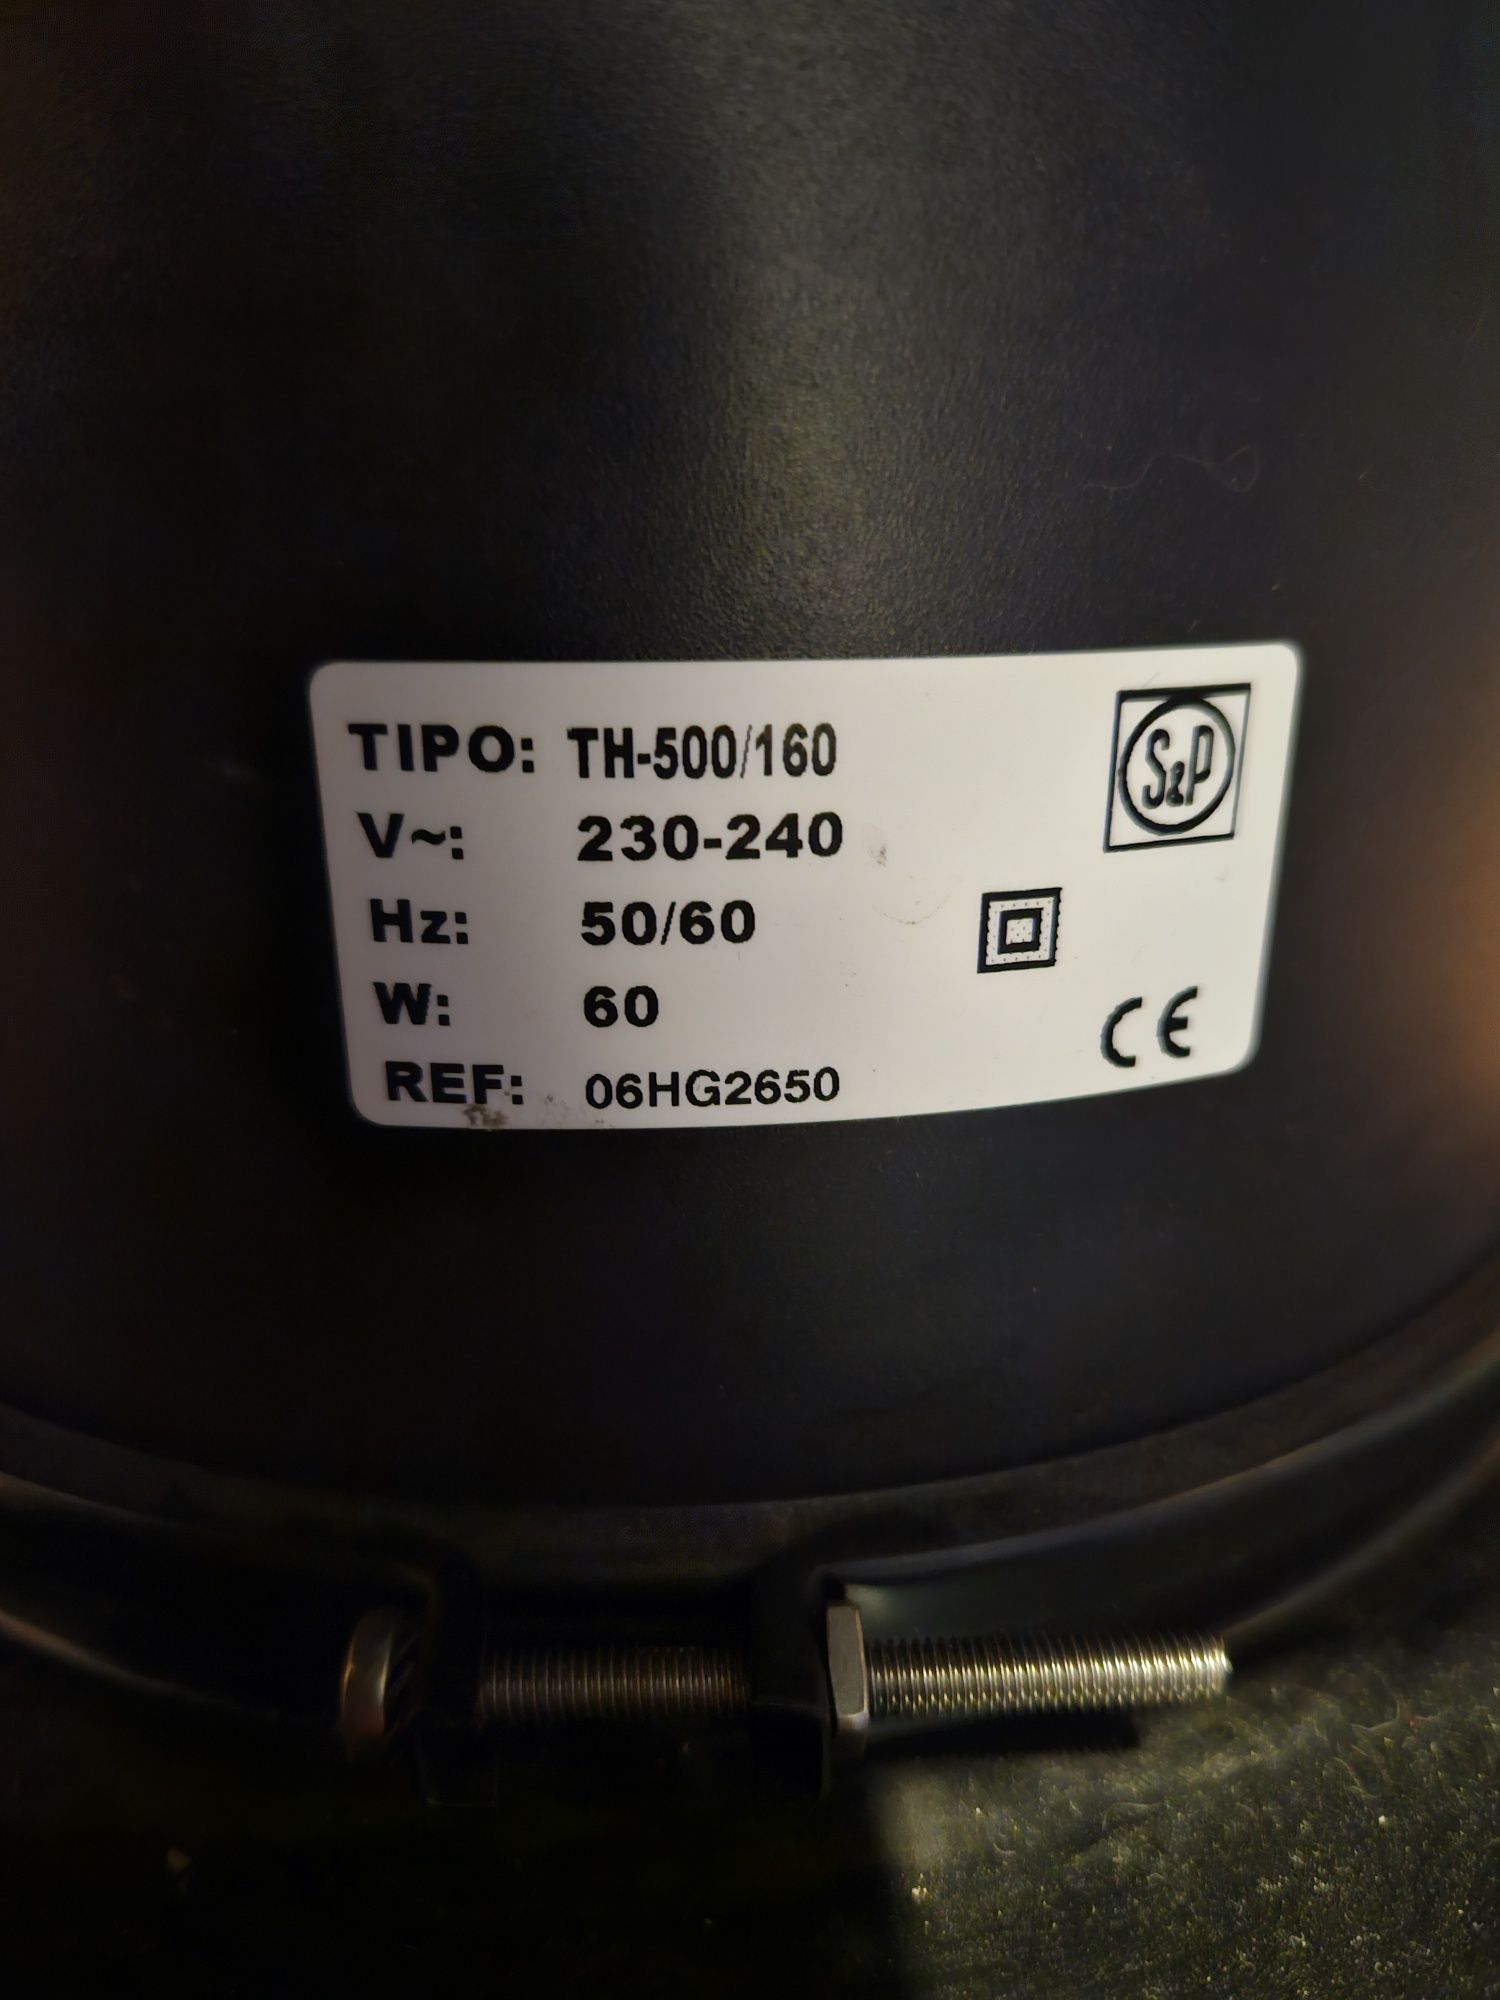 TIPO: TH-500/160
S&P
V~: 230-240
Hz: 50/60
W: 60
CE
REF: 06HG2650